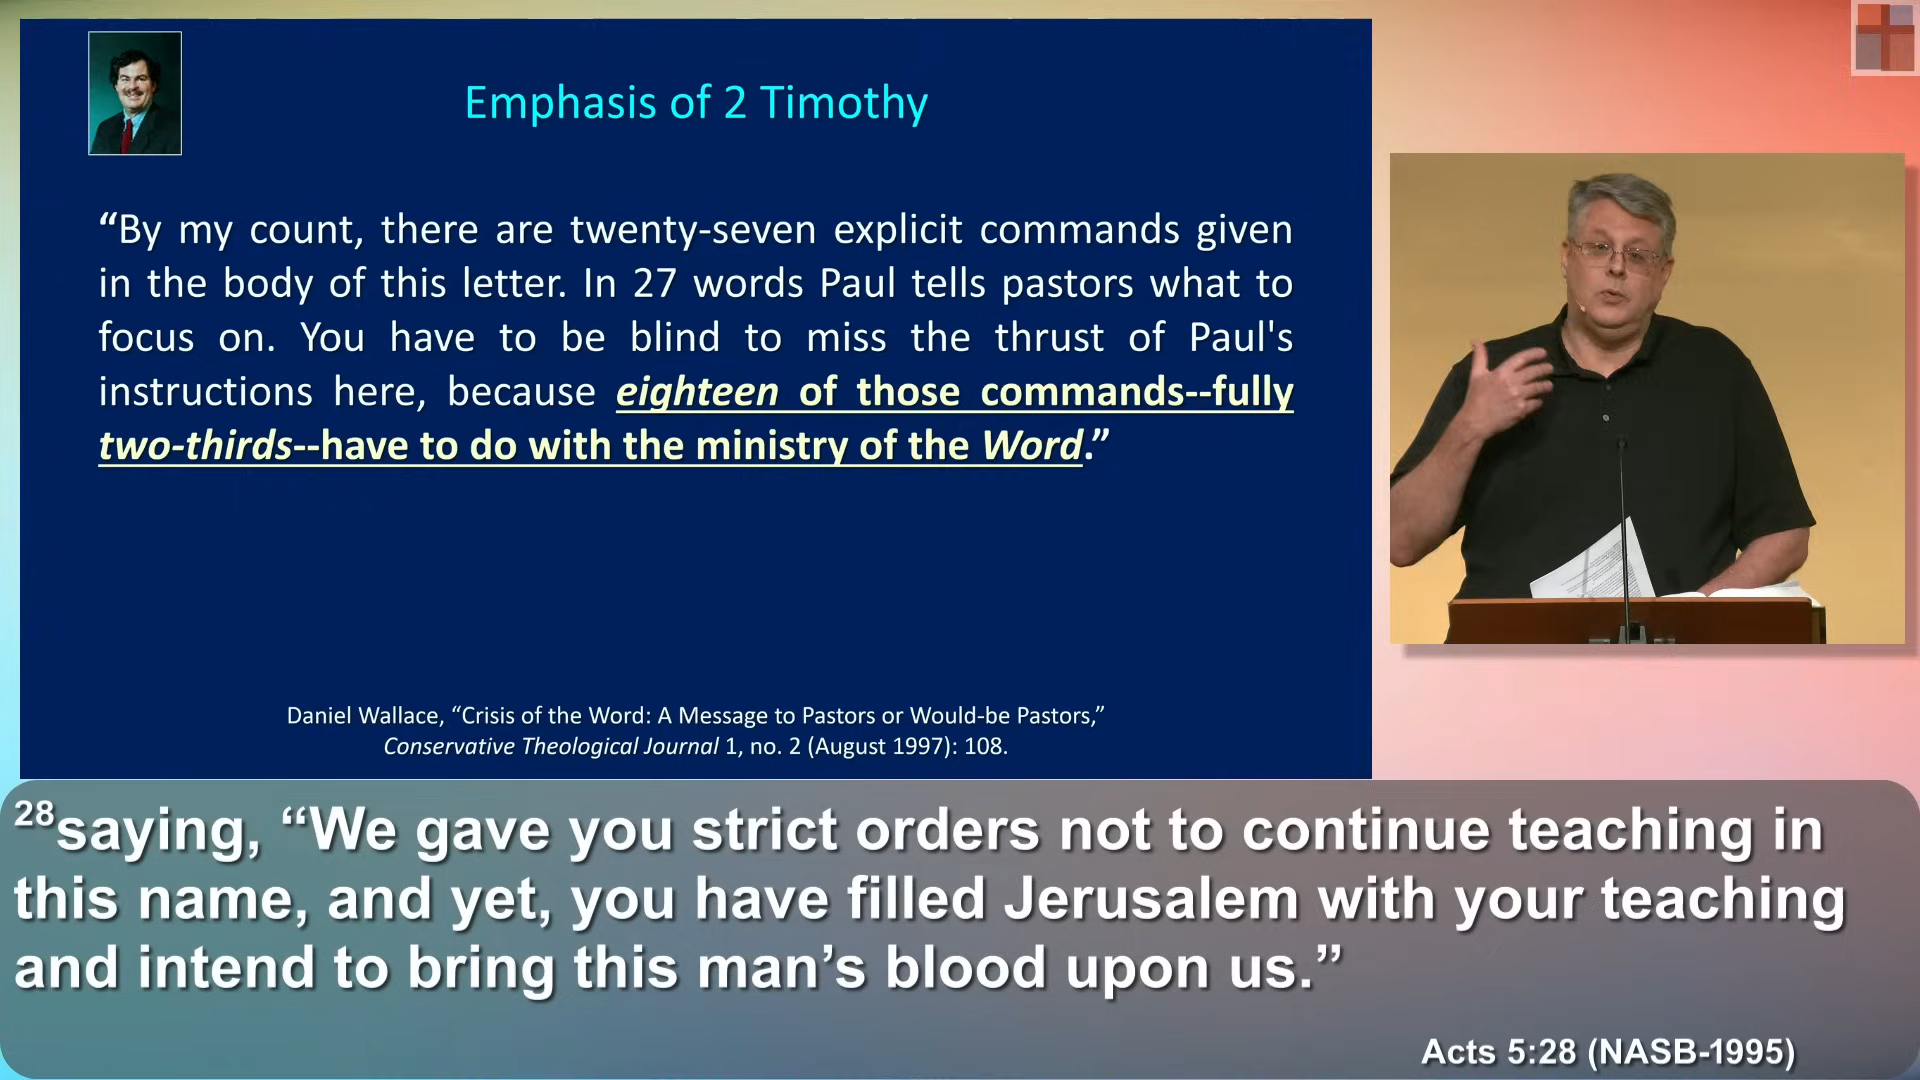 Emphasis of 2 Timothy
“By my count, there are twenty-seven explicit commands given
in the body of this letter. In 27 words Paul tells pastors what to
focus on. You have to be blind to miss the thrust of Paul's
instructions here, because eighteen of those commands--fully
two-thirds--have to do with the ministry of the Word.”
Daniel Wallace, “Crisis of the Word: A Message to Pastors or Would-be Pastors,”
Conservative Theological Journal 1, no. 2 (August 1997): 108.
28saying, “We gave you strict orders not to continue teaching in
this name, and yet, you have filled Jerusalem with your teaching
and intend to bring this man’s blood upon us.”
Acts 5:28 (NASB-1995)